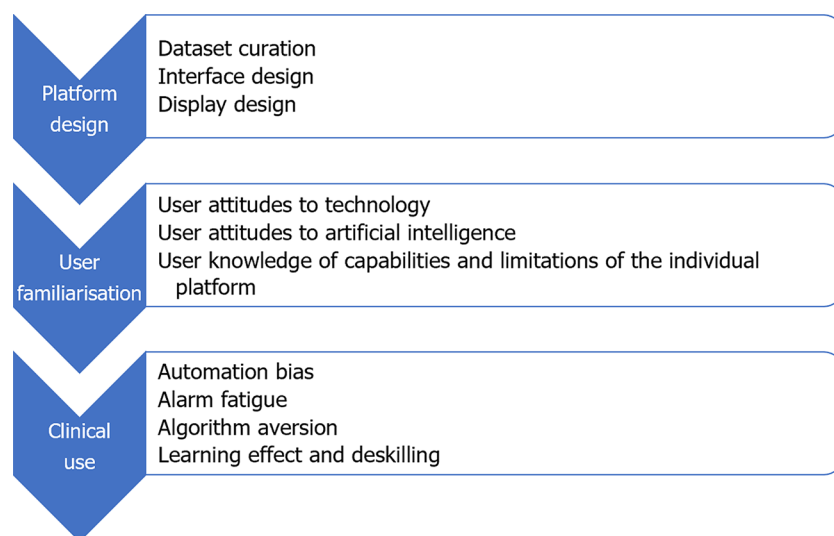 Platform
design
Dataset curation
Interface design
Display design
User
familiarisation
User attitudes to technology
User attitudes to artificial intelligence
User knowledge of capabilities and limitations of the individual
platform
Clinical
use
Automation bias
Alarm fatigue
Algorithm aversion
Learning effect and deskilling